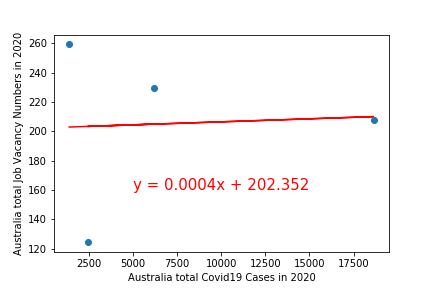 260
240
220
200
180
160
140
120
Australia total Job Vacancy Numbers in 2020
y = 0.0004x + 202.352
2500 5000 7500 10000 12500 15000 17500
Australia total Covid19 Cases in 2020